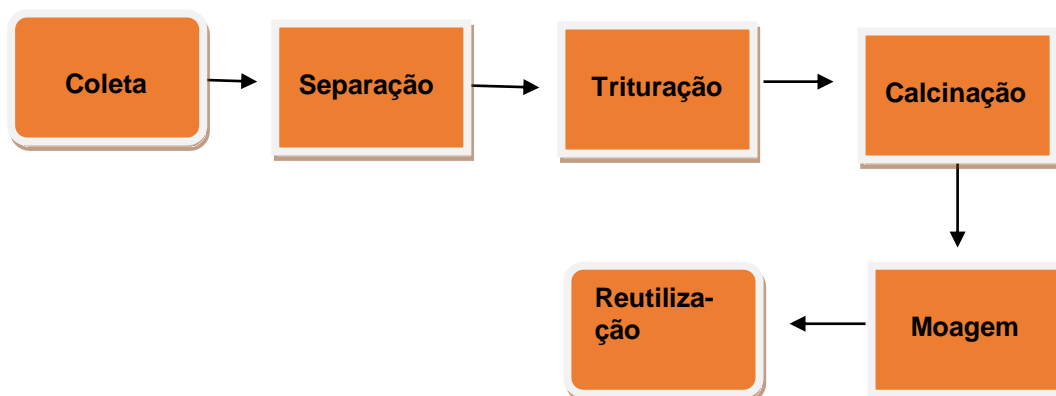 Coleta
Separação
Trituração
Calcinação
Reutiliza-
ção
Moagem